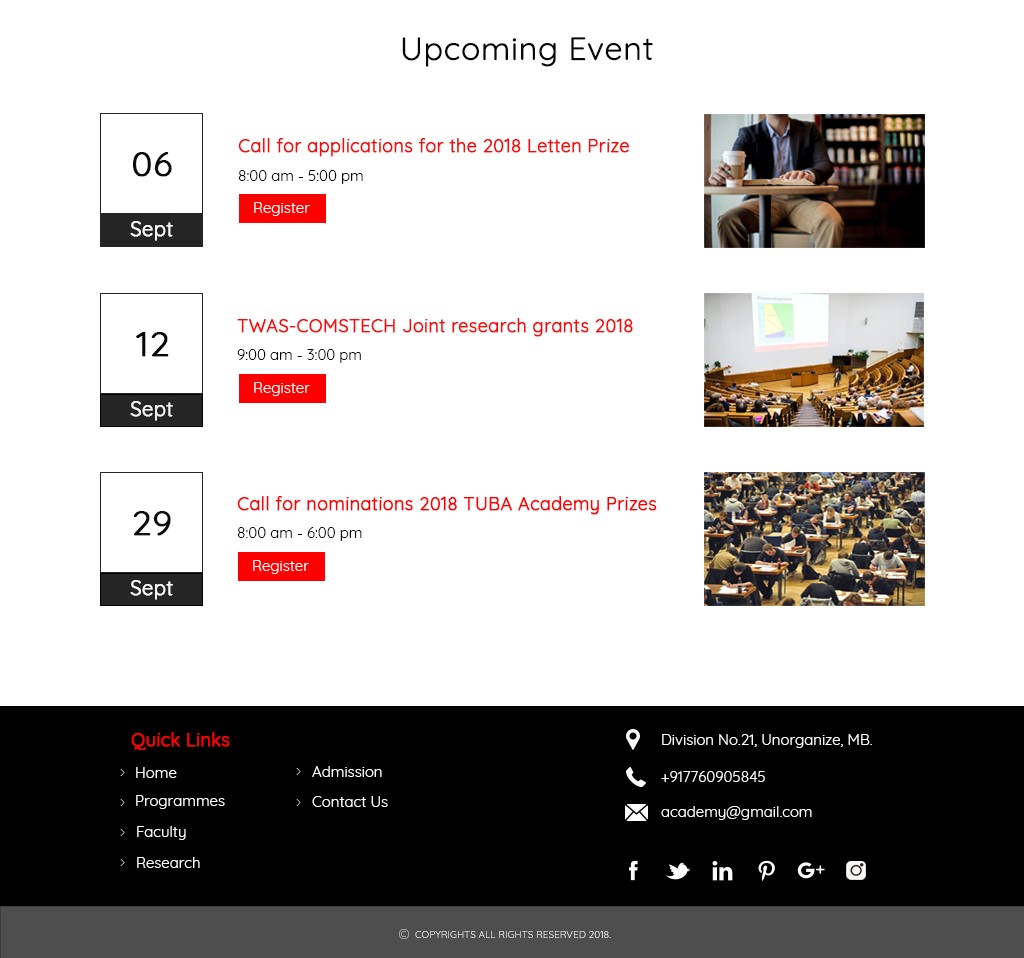 Upcoming Event
06
Sept
Call for applications for the 2018 Letten Prize
8:00 am - 5:00 pm
Register
12
Sept
TWAS-COMSTECH Joint research grants 2018
9:00 am - 3:00 pm
Register
29
Sept
Call for nominations 2018 TUBA Academy Prizes
8:00 am - 6:00 pm
Register
Quick Links
Home
Programmes
Faculty
Research
Admission
Contact Us
Division No.21, Unorganize, MB.
+917760905845
academy@gmail.com
© COPYRIGHTS ALL RIGHTS RESERVED 2018.